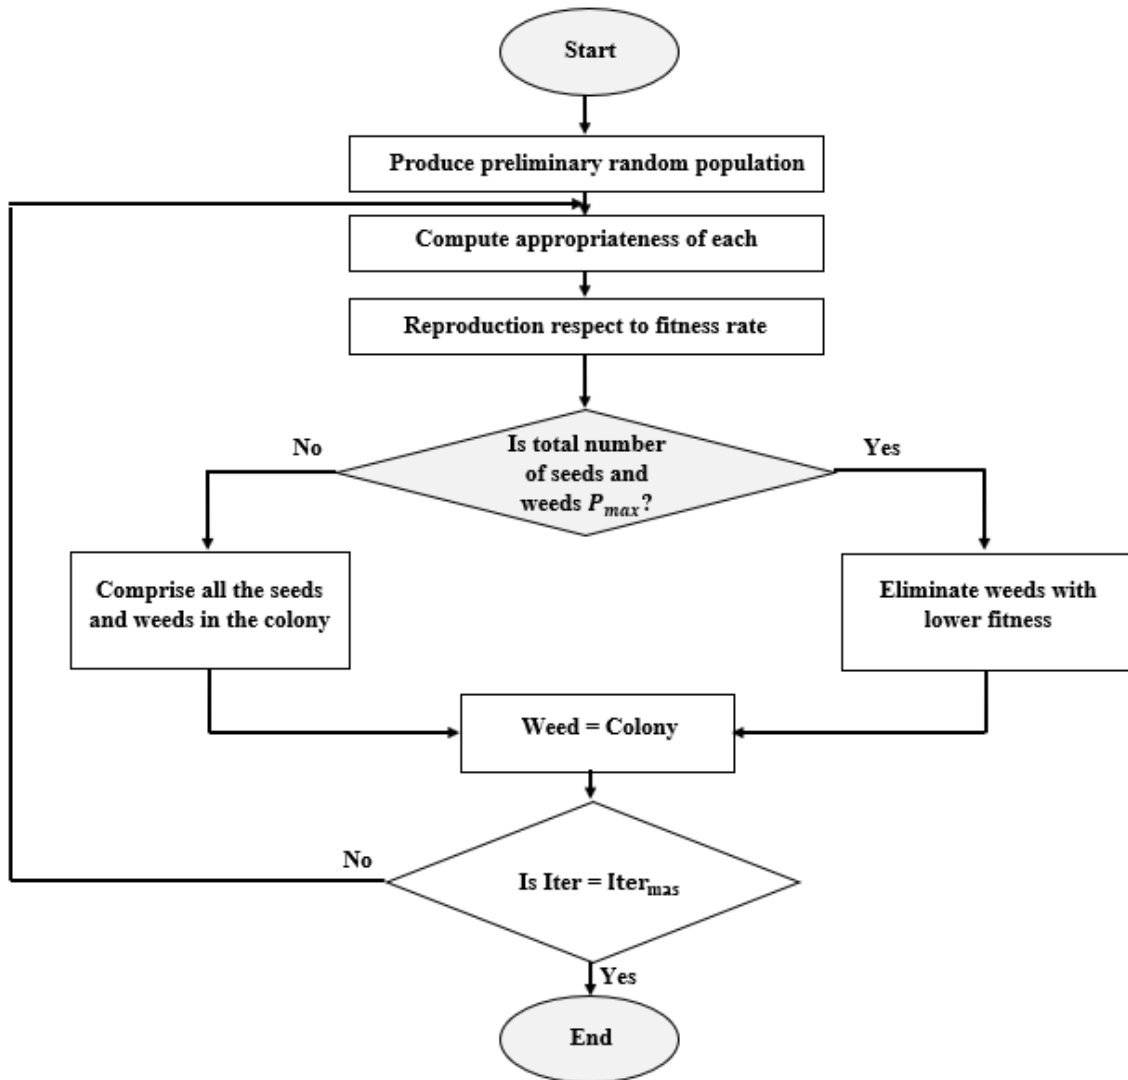 Start
Produce preliminary random population
Compute appropriateness of each
Reproduction respect to fitness rate
No
Is total number
of seeds and
weeds P_max?
Yes
Comprise all the seeds
and weeds in the colony
Eliminate weeds with
lower fitness
Weed = Colony
No
Is Iter = Iter_mas
Yes
End